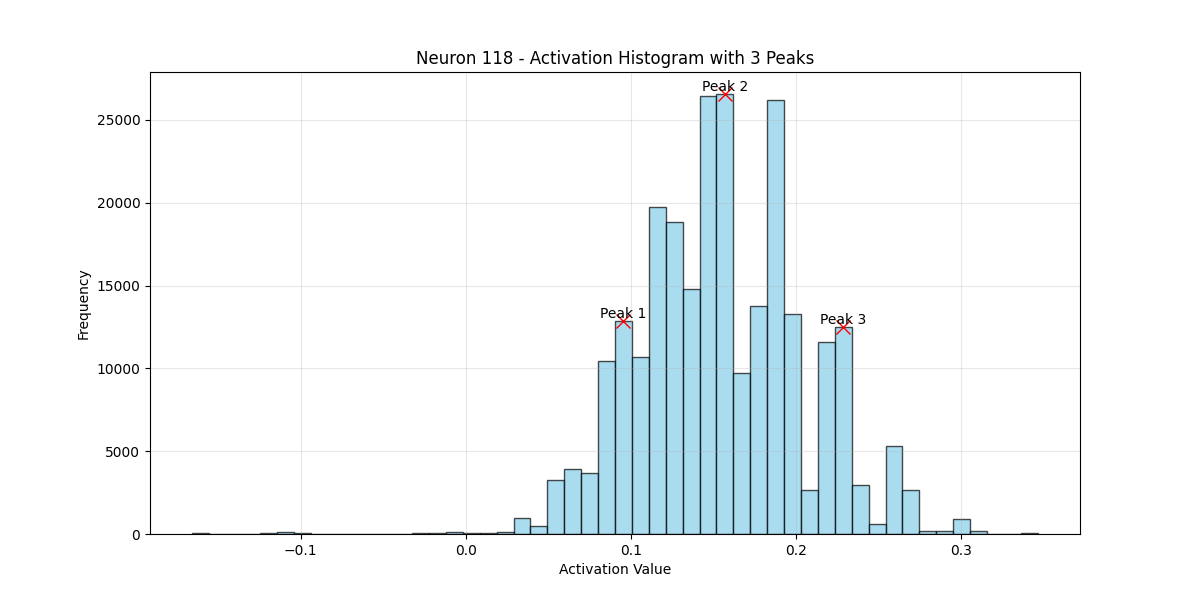 Neuron 118 - Activation Histogram with 3 Peaks
Peak 2
Peak 1
Peak 3
Frequency
25000
20000
15000
10000
5000
0
−0.1
0.0
0.1
0.2
0.3
Activation Value